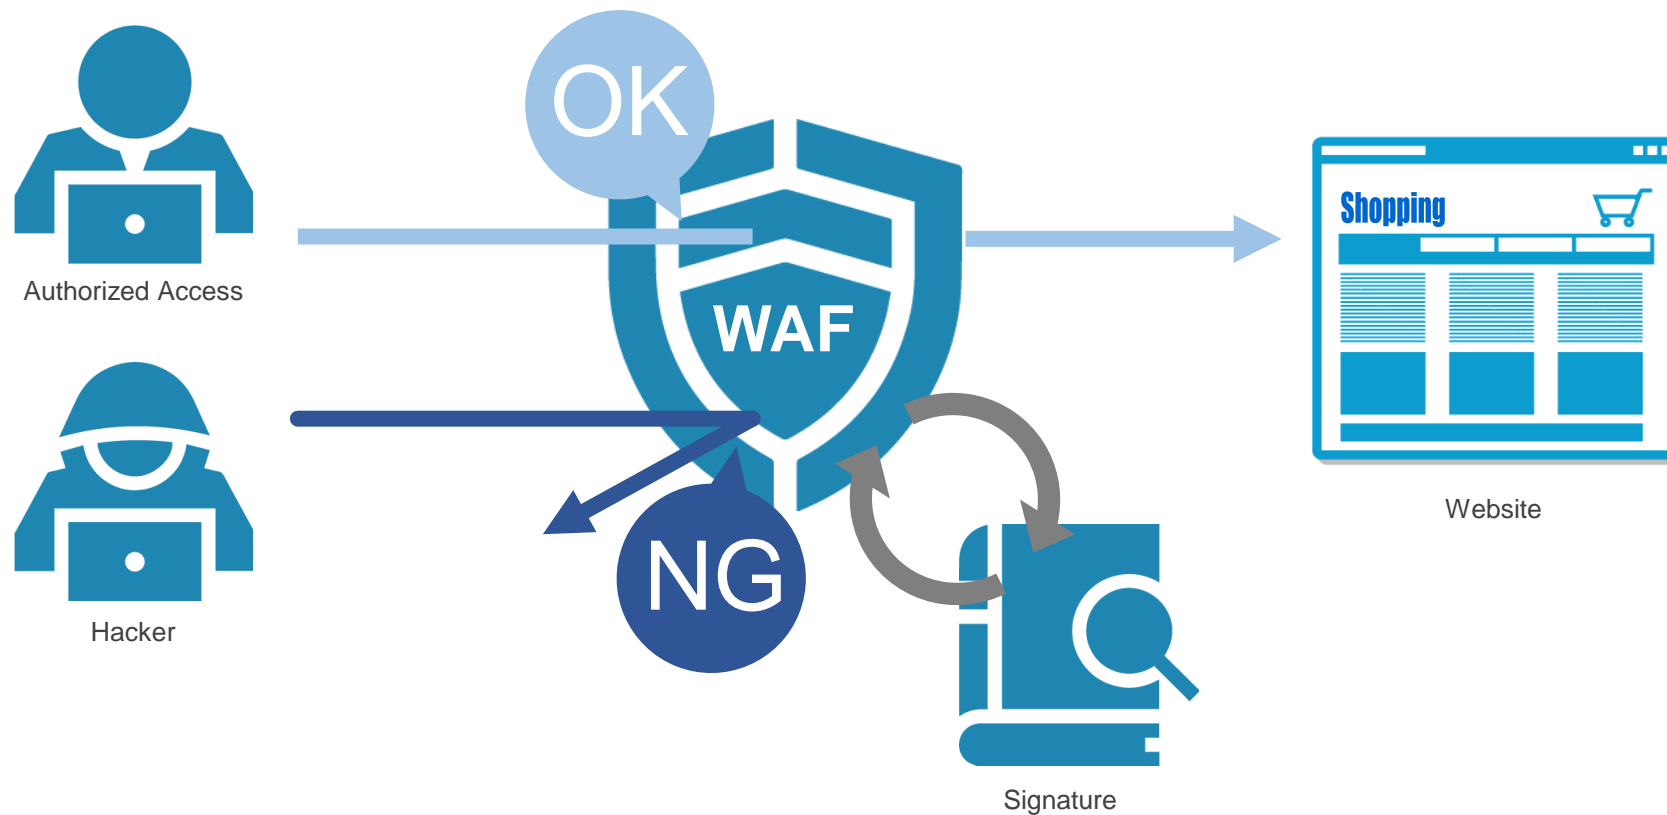 OK
Authorized Access
WAF
Shopping
Website
NG
Hacker
Signature